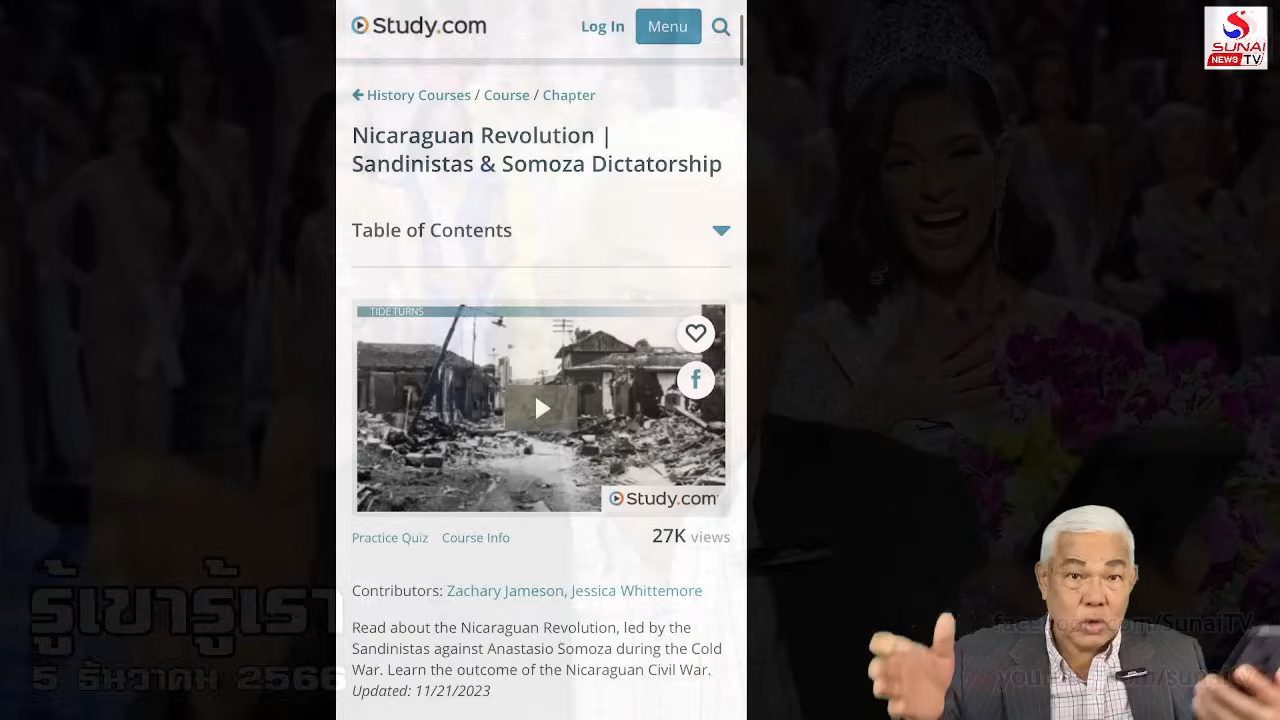 Study.com
Log In
Menu
SUNAI
NEWS TV
History Courses / Course / Chapter
Nicaraguan Revolution |
Sandinistas & Somoza Dictatorship
Table of Contents
TIDE TURNS
Study.com
Practice Quiz
Course Info
27K views
Contributors: Zachary Jameson, Jessica Whittemore
Read about the Nicaraguan Revolution, led by the
Sandinistas against Anastasio Somoza during the Cold
War. Learn the outcome of the Nicaraguan Civil War.
Updated: 11/21/2023
รู้เขารู้เรา
5 ธันวาคม 2566
facebook.com/SunaiTV
youtube.com/sunaiTV